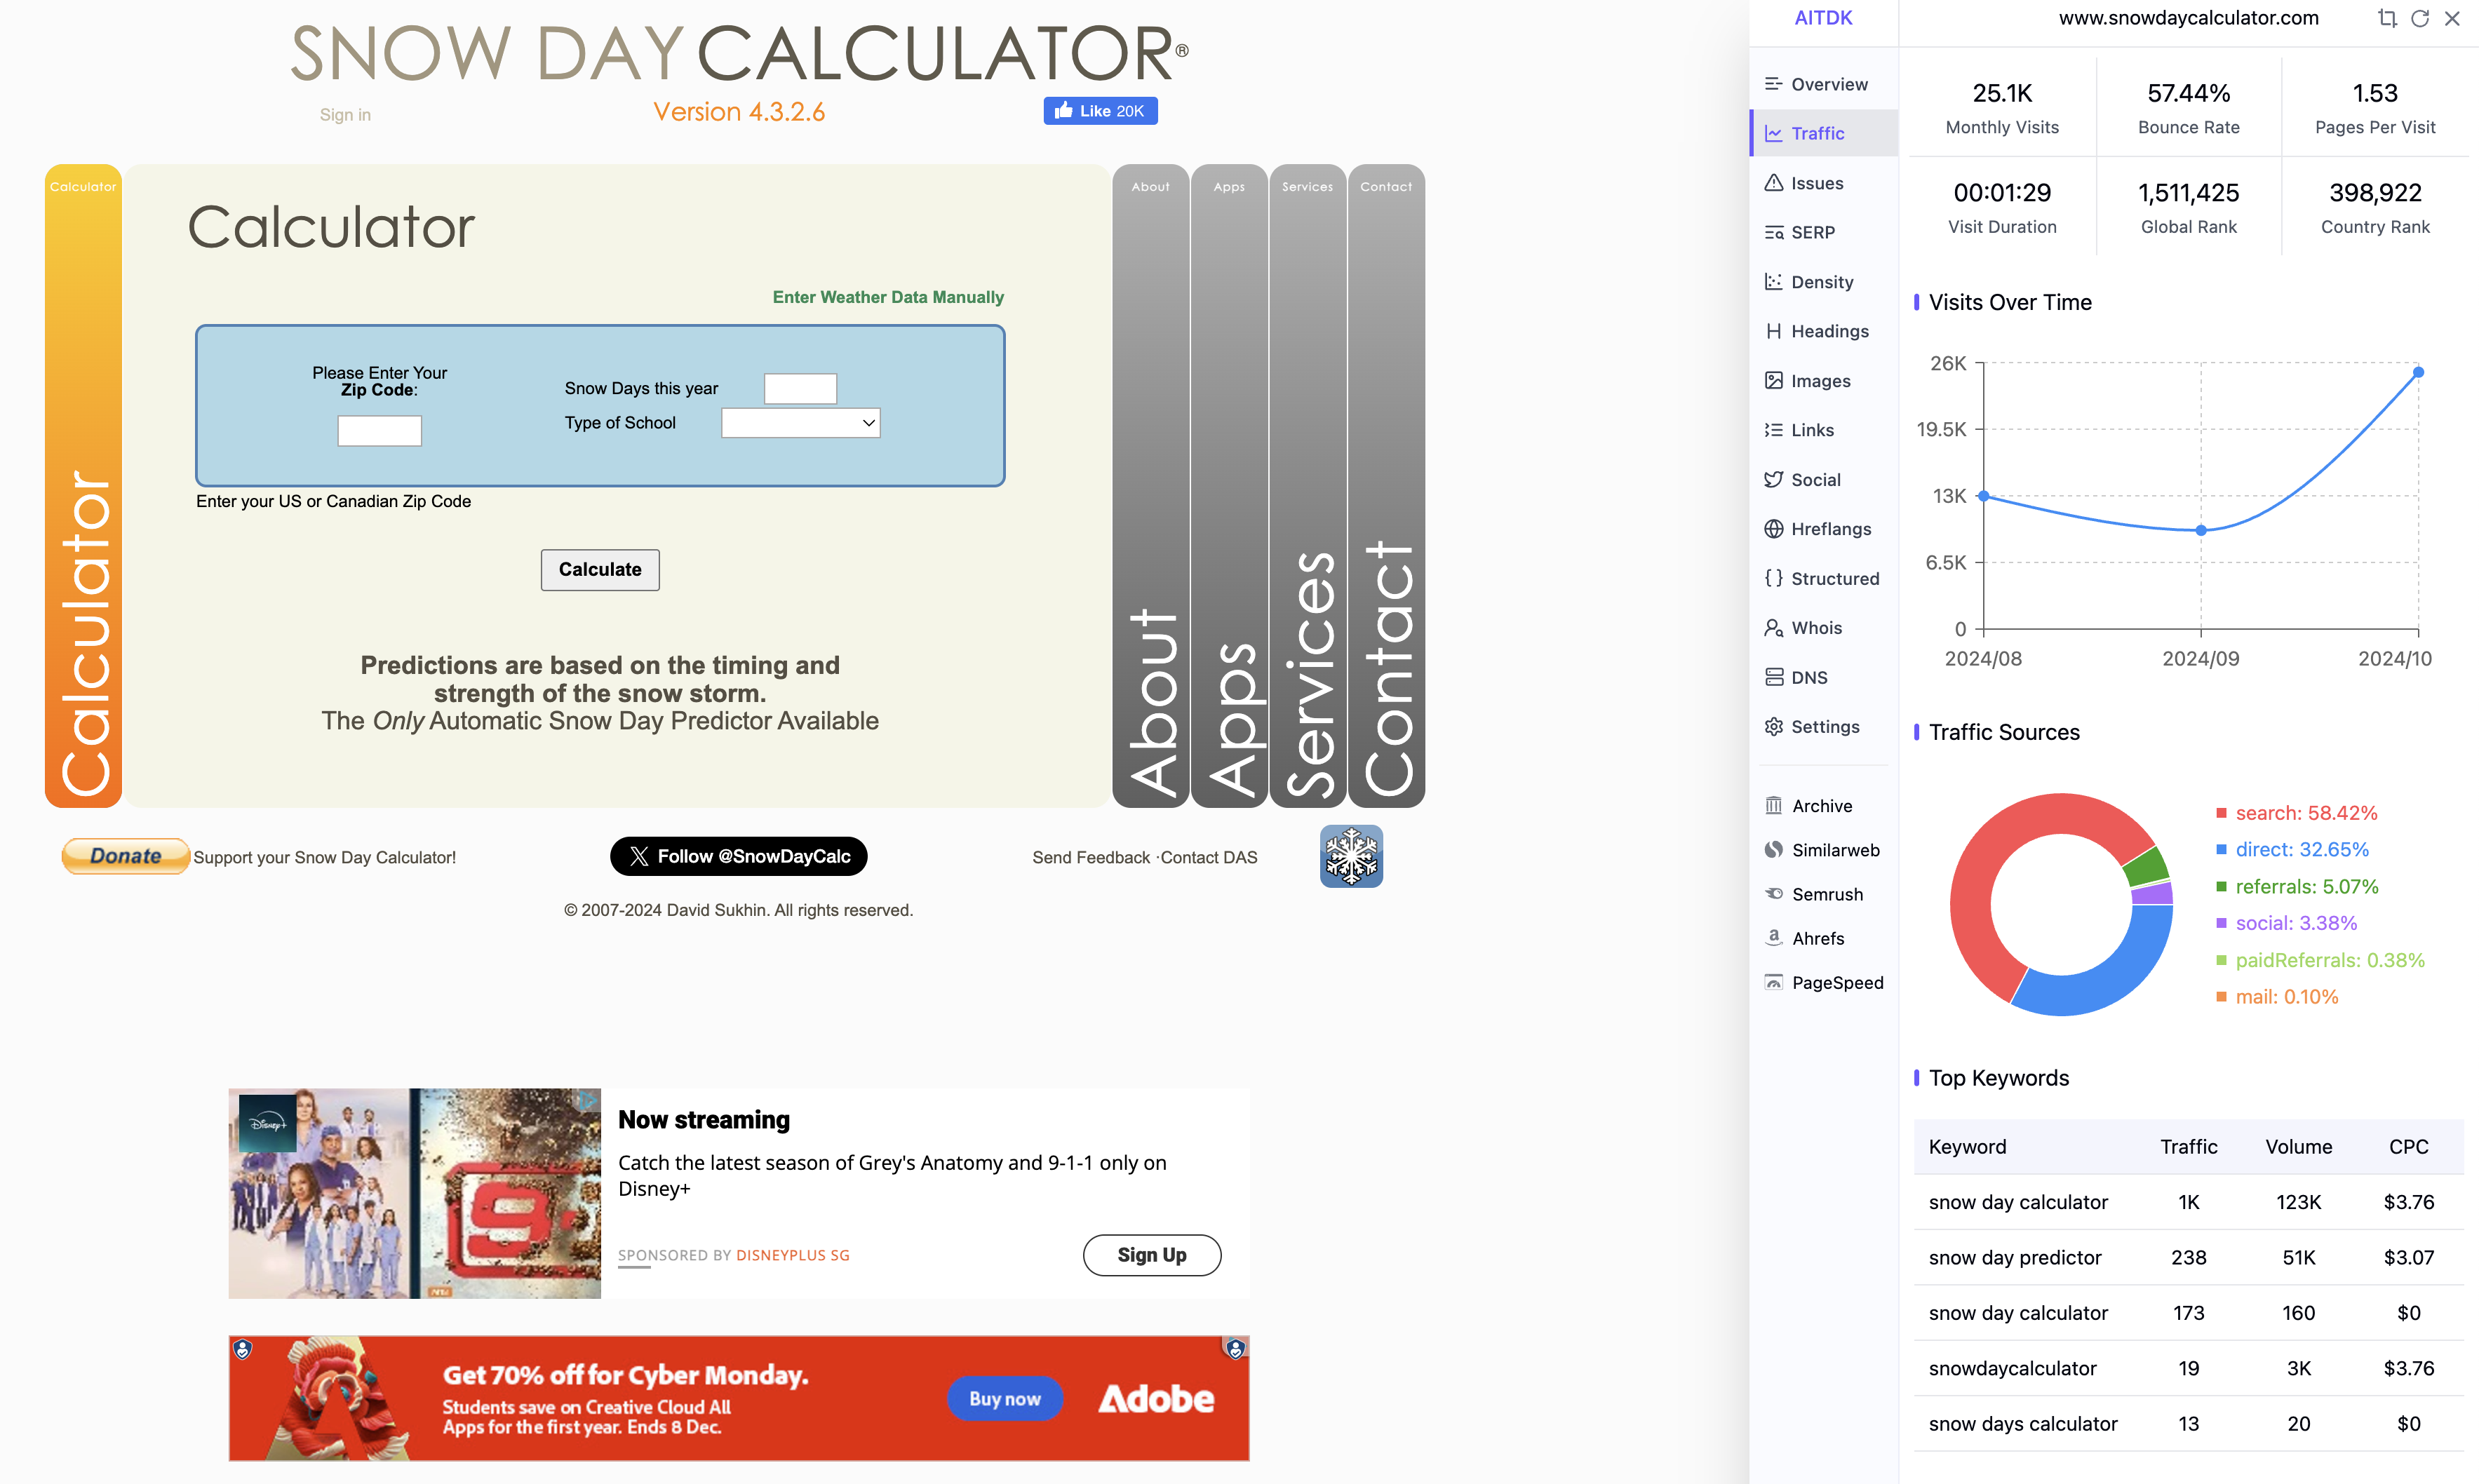 SNOW DAY CALCULATOR®
Sign in
Version 4.3.2.6
Like 20K
Calculator
Calculator
Calculator
Enter Weather Data Manually
Please Enter Your
Zip Code:
Snow Days this year
Type of School
Enter your US or Canadian Zip Code
Calculate
Predictions are based on the timing and
strength of the snow storm.
The Only Automatic Snow Day Predictor Available
About
About
Apps
Apps
Services
Services
Contact
Contact
Donate
Support your Snow Day Calculator!
Follow @SnowDayCalc
Send Feedback ·Contact DAS
© 2007-2024 David Sukhin. All rights reserved.
Disney+
Now streaming
Catch the latest season of Grey's Anatomy and 9-1-1 only on
Disney+
SPONSORED BY DISNEYPLUS SG
Sign Up
Get 70% off for Cyber Monday.
Students save on Creative Cloud All
Apps for the first year. Ends 8 Dec.
Buy now
Adobe
AITDK
www.snowdaycalculator.com
Overview
Traffic
Issues
SERP
Density
Headings
Images
Links
Social
Hreflangs
Structured
Whois
DNS
Settings
Archive
Similarweb
Semrush
Ahrefs
PageSpeed
25.1K
Monthly Visits
57.44%
Bounce Rate
1.53
Pages Per Visit
00:01:29
Visit Duration
1,511,425
Global Rank
398,922
Country Rank
Visits Over Time
26K
19.5K
13K
6.5K
0
2024/08
2024/09
2024/10
Traffic Sources
search: 58.42%
direct: 32.65%
referrals: 5.07%
social: 3.38%
paidReferrals: 0.38%
mail: 0.10%
Top Keywords
Keyword Traffic Volume CPC
snow day calculator 1K 123K $3.76
snow day predictor 238 51K $3.07
snow day calculator 173 160 $0
snowdaycalculator 19 3K $3.76
snow days calculator 13 20 $0